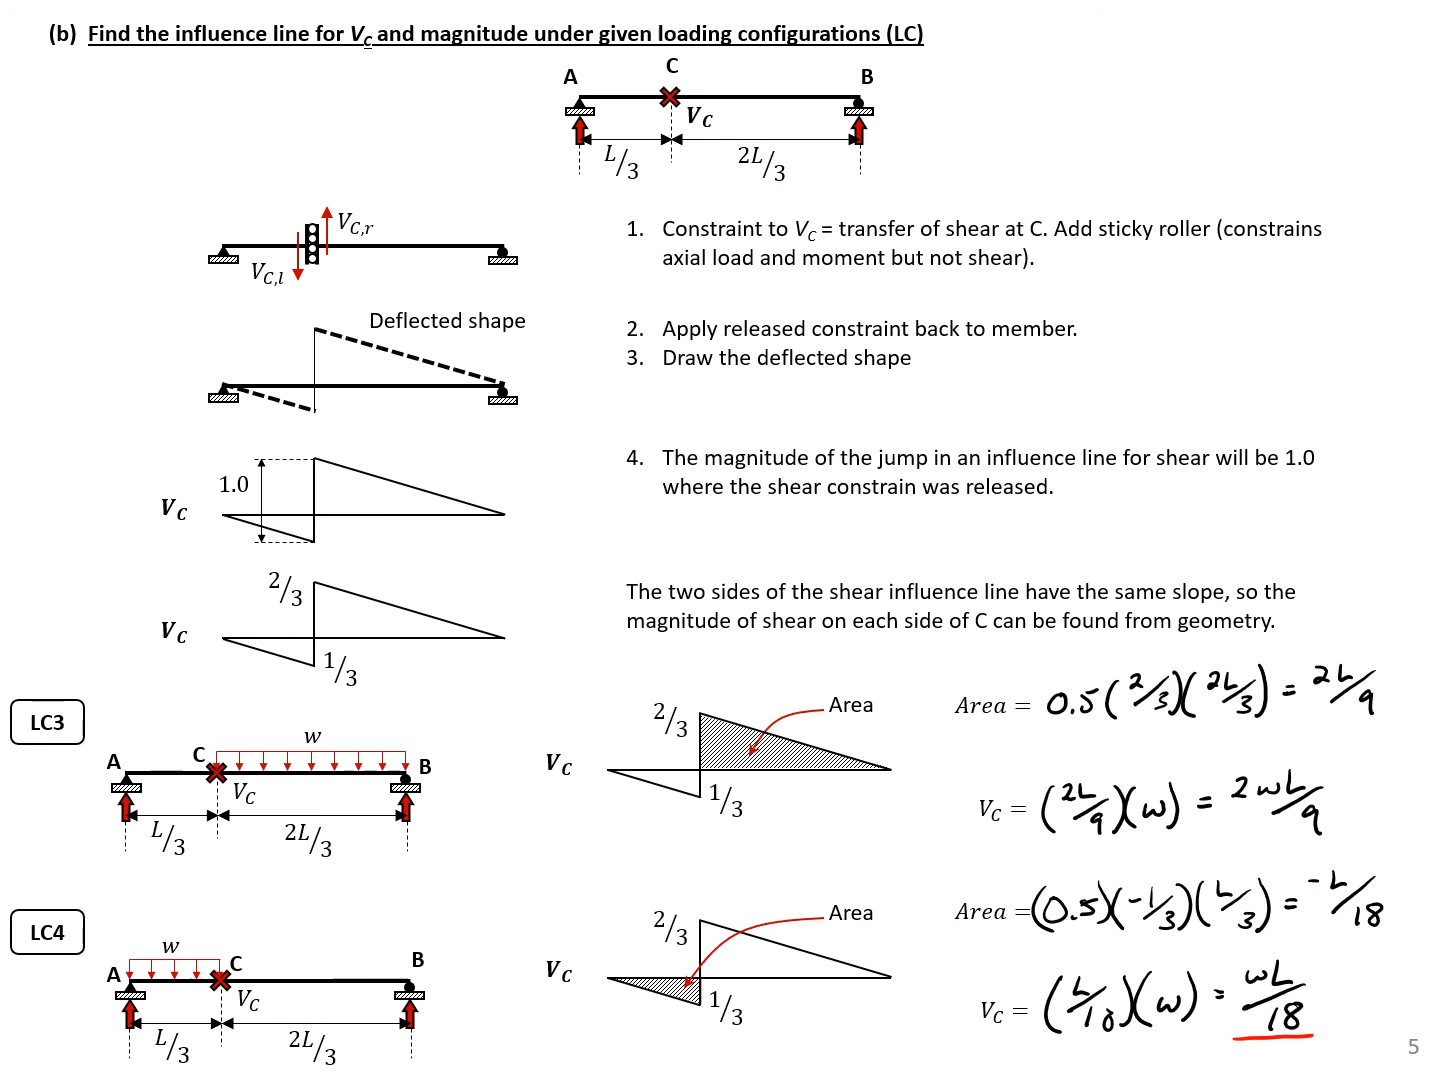 (b) Find the influence line for V_C and magnitude under given loading configurations (LC)
A C B
V_C
L/3 2L/3
V_{C,r}
V_{C,l}
1. Constraint to V_C = transfer of shear at C. Add sticky roller (constrains
axial load and moment but not shear).
Deflected shape
2. Apply released constraint back to member.
3. Draw the deflected shape
1.0
V_C
4. The magnitude of the jump in an influence line for shear will be 1.0
where the shear constrain was released.
2/3
V_C
1/3
The two sides of the shear influence line have the same slope, so the
magnitude of shear on each side of C can be found from geometry.
LC3
w
A C B
V_C
L/3 2L/3
2/3 Area
V_C
1/3
Area = 0.5(2/3)(2L/3) = 2L/9
V_C = (2L/9)(w) = 2wL/9
LC4
w
A C B
V_C
L/3 2L/3
2/3 Area
V_C
1/3
Area = (0.5)(-1/3)(L/3) = -L/18
V_C = (L/18)(w) = wL/18
5